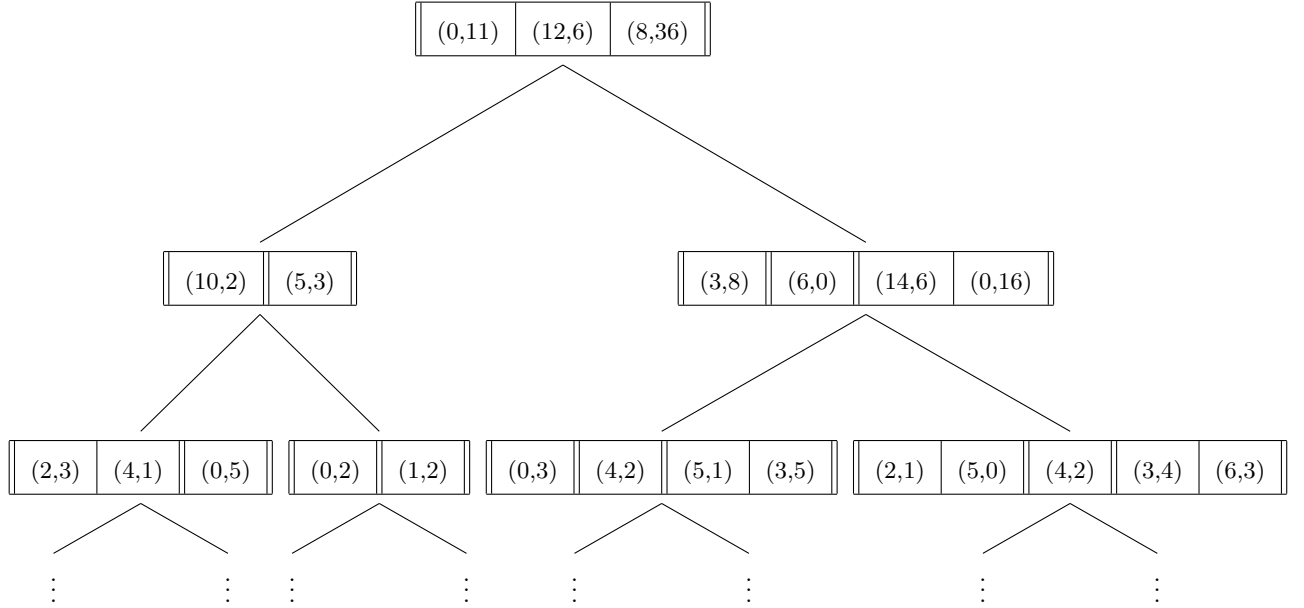 (0,11) (12,6) (8,36)
(10,2) (5,3) (3,8) (6,0) (14,6) (0,16)
(2,3) (4,1) (0,5) (0,2) (1,2) (0,3) (4,2) (5,1) (3,5) (2,1) (5,0) (4,2) (3,4) (6,3)
⋮ ⋮ ⋮ ⋮ ⋮ ⋮ ⋮ ⋮